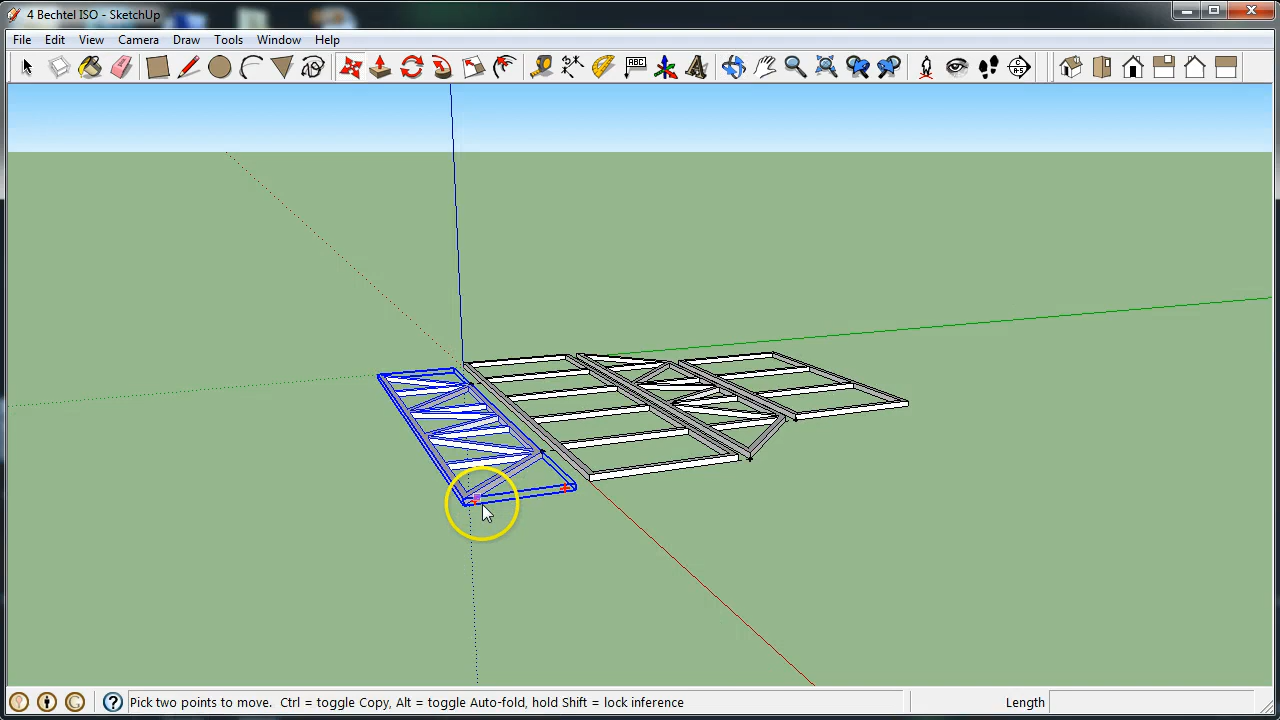 4 Bechtel ISO - SketchUp
File Edit View Camera Draw Tools Window Help
ABC
Pick two points to move. Ctrl = toggle Copy, Alt = toggle Auto-fold, hold Shift = lock inference
Length